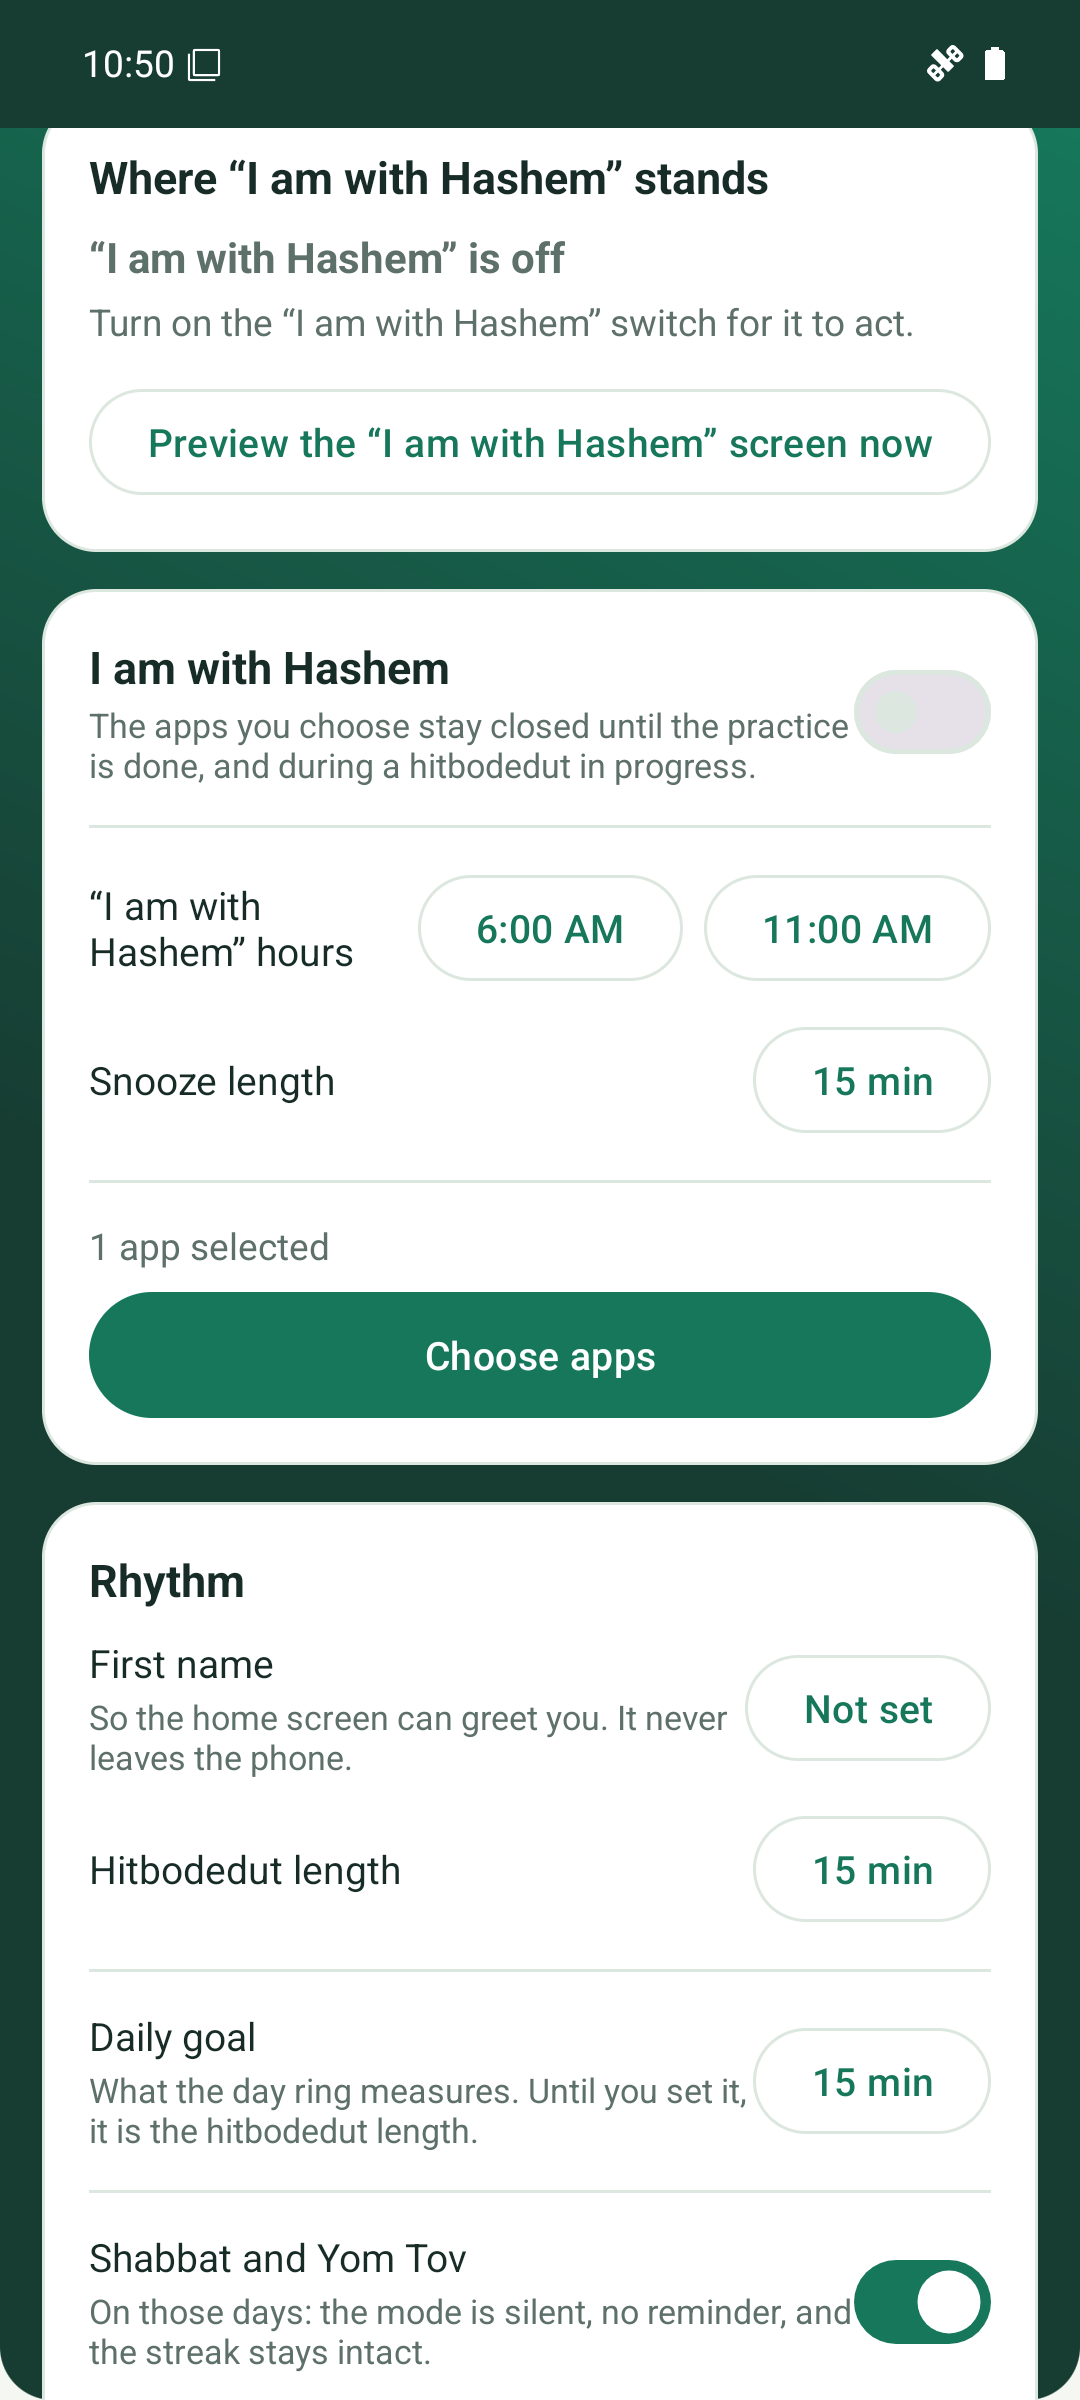 10:50
Where “I am with Hashem” stands
“I am with Hashem” is off
Turn on the “I am with Hashem” switch for it to act.
Preview the “I am with Hashem” screen now
I am with Hashem
The apps you choose stay closed until the practice
is done, and during a hitbodedut in progress.
“I am with
Hashem” hours
6:00 AM
11:00 AM
Snooze length
15 min
1 app selected
Choose apps
Rhythm
First name
So the home screen can greet you. It never
leaves the phone.
Not set
Hitbodedut length
15 min
Daily goal
What the day ring measures. Until you set it,
it is the hitbodedut length.
15 min
Shabbat and Yom Tov
On those days: the mode is silent, no reminder, and
the streak stays intact.